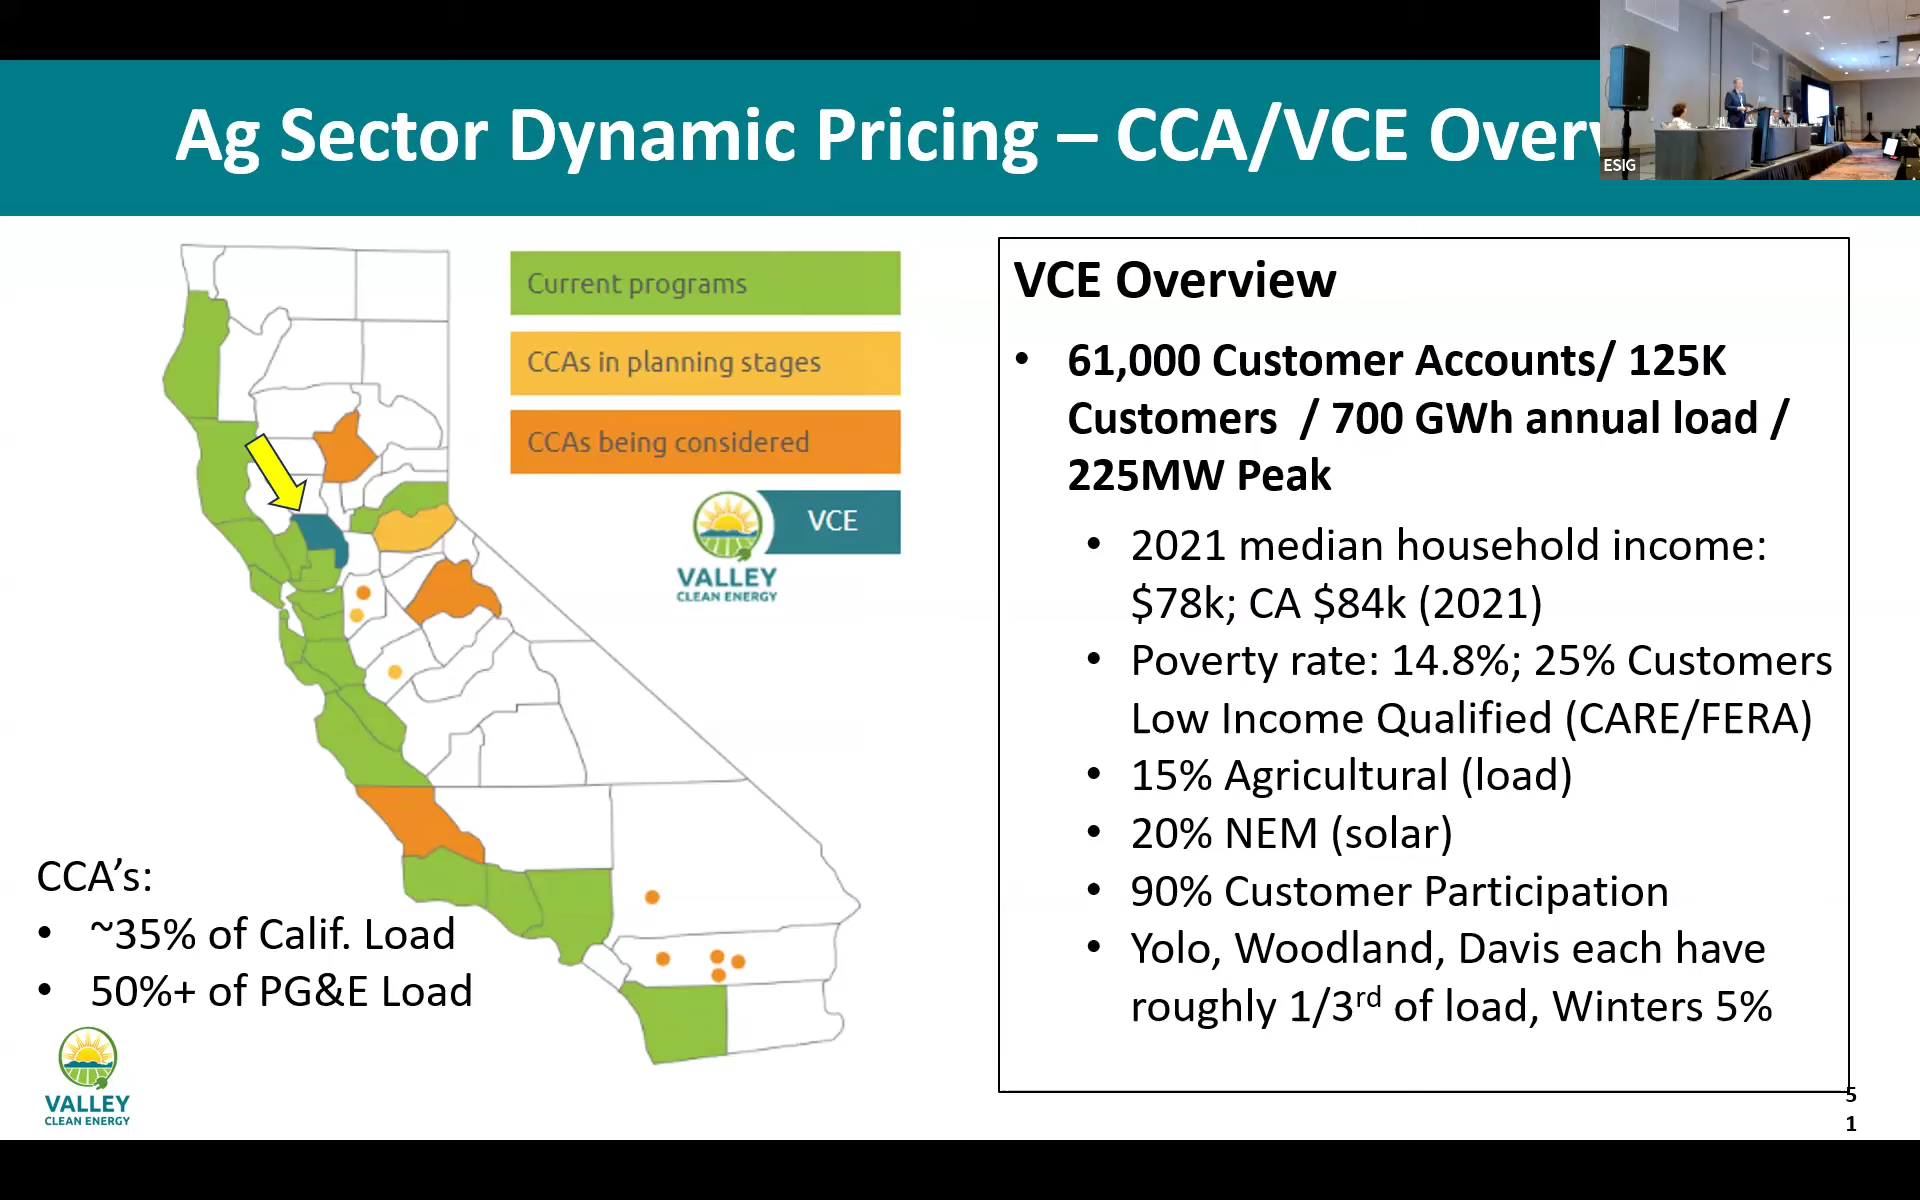 Ag Sector Dynamic Pricing – CCA/VCE Overv
ESIG
Current programs
CCAs in planning stages
CCAs being considered
VCE
VALLEY
CLEAN ENERGY
CCA's:
• ~35% of Calif. Load
• 50%+ of PG&E Load
VALLEY
CLEAN ENERGY
VCE Overview
• 61,000 Customer Accounts/ 125K
Customers / 700 GWh annual load /
225MW Peak
• 2021 median household income:
$78k; CA $84k (2021)
• Poverty rate: 14.8%; 25% Customers
Low Income Qualified (CARE/FERA)
• 15% Agricultural (load)
• 20% NEM (solar)
• 90% Customer Participation
• Yolo, Woodland, Davis each have
roughly 1/3rd of load, Winters 5%
5
1